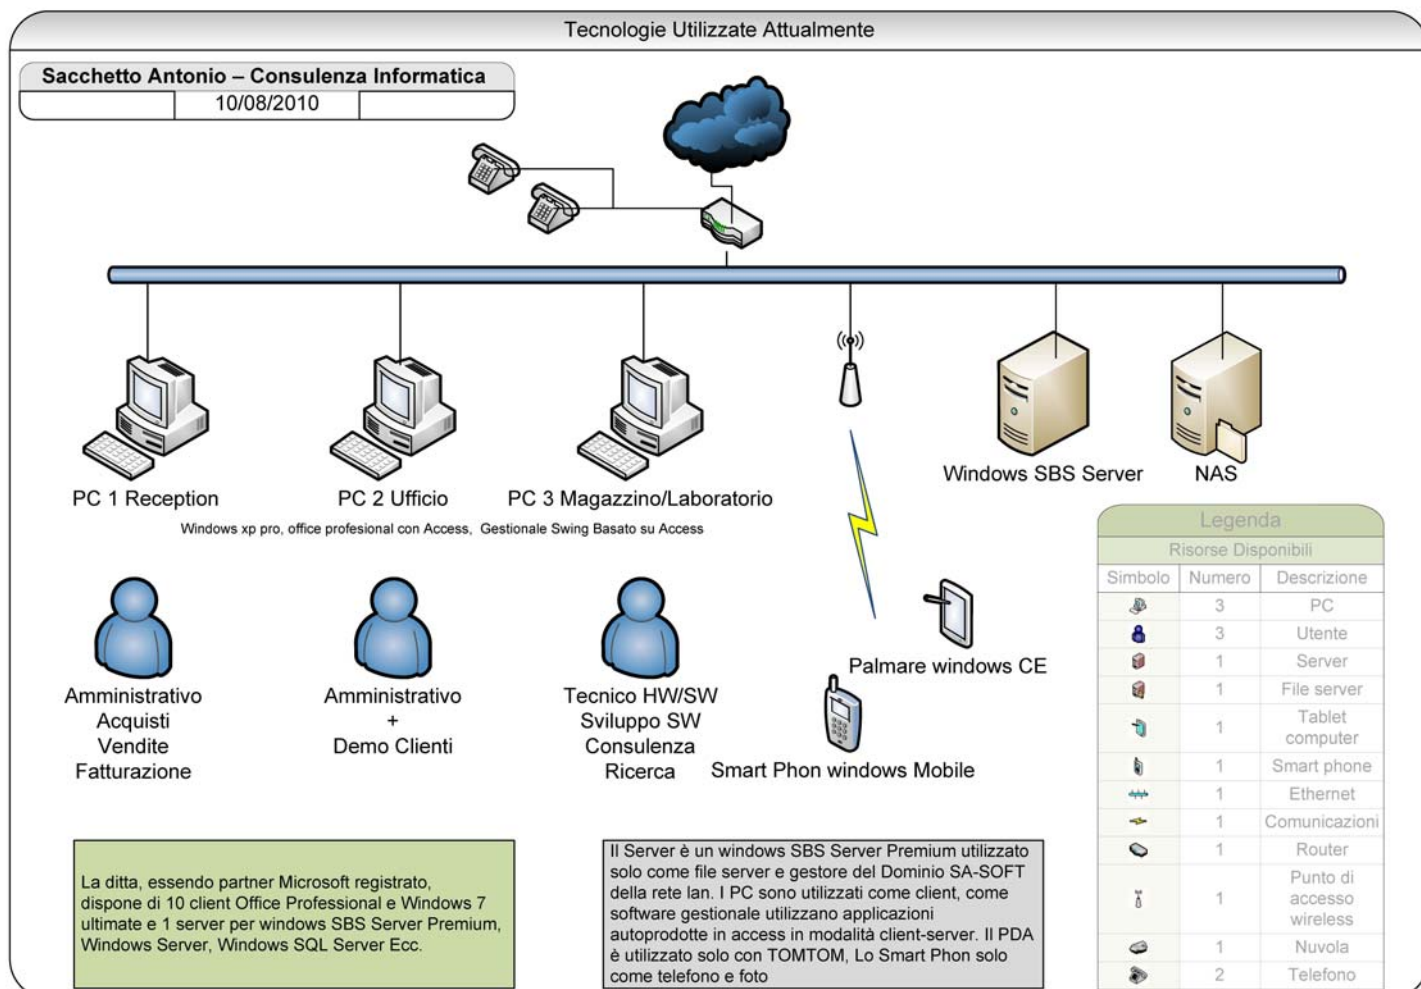 Tecnologie Utilizzate Attualmente
Sacchetto Antonio – Consulenza Informatica
10/08/2010
PC 1 Reception
PC 2 Ufficio
PC 3 Magazzino/Laboratorio
Windows SBS Server
NAS
Windows xp pro, office profesional con Access, Gestionale Swing Basato su Access
Amministrativo
Acquisti
Vendite
Fatturazione
Amministrativo
+
Demo Clienti
Tecnico HW/SW
Sviluppo SW
Consulenza
Ricerca
Palmare windows CE
Smart Phon windows Mobile
La ditta, essendo partner Microsoft registrato,
dispone di 10 client Office Professional e Windows 7
ultimate e 1 server per windows SBS Server Premium,
Windows Server, Windows SQL Server Ecc.
Il Server è un windows SBS Server Premium utilizzato
solo come file server e gestore del Dominio SA-SOFT
della rete lan. I PC sono utilizzati come client, come
software gestionale utilizzano applicazioni
autoprodotte in access in modalità client-server. Il PDA
è utilizzato solo con TOMTOM, Lo Smart Phon solo
come telefono e foto
Legenda
Risorse Disponibili
Simbolo Numero Descrizione
3 PC
3 Utente
1 Server
1 File server
1 Tablet
computer
1 Smart phone
1 Ethernet
1 Comunicazioni
1 Router
1 Punto di
accesso
wireless
1 Nuvola
2 Telefono